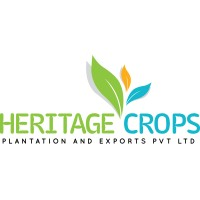 HERITAGE CROPS
PLANTATION AND EXPORTS PVT LTD